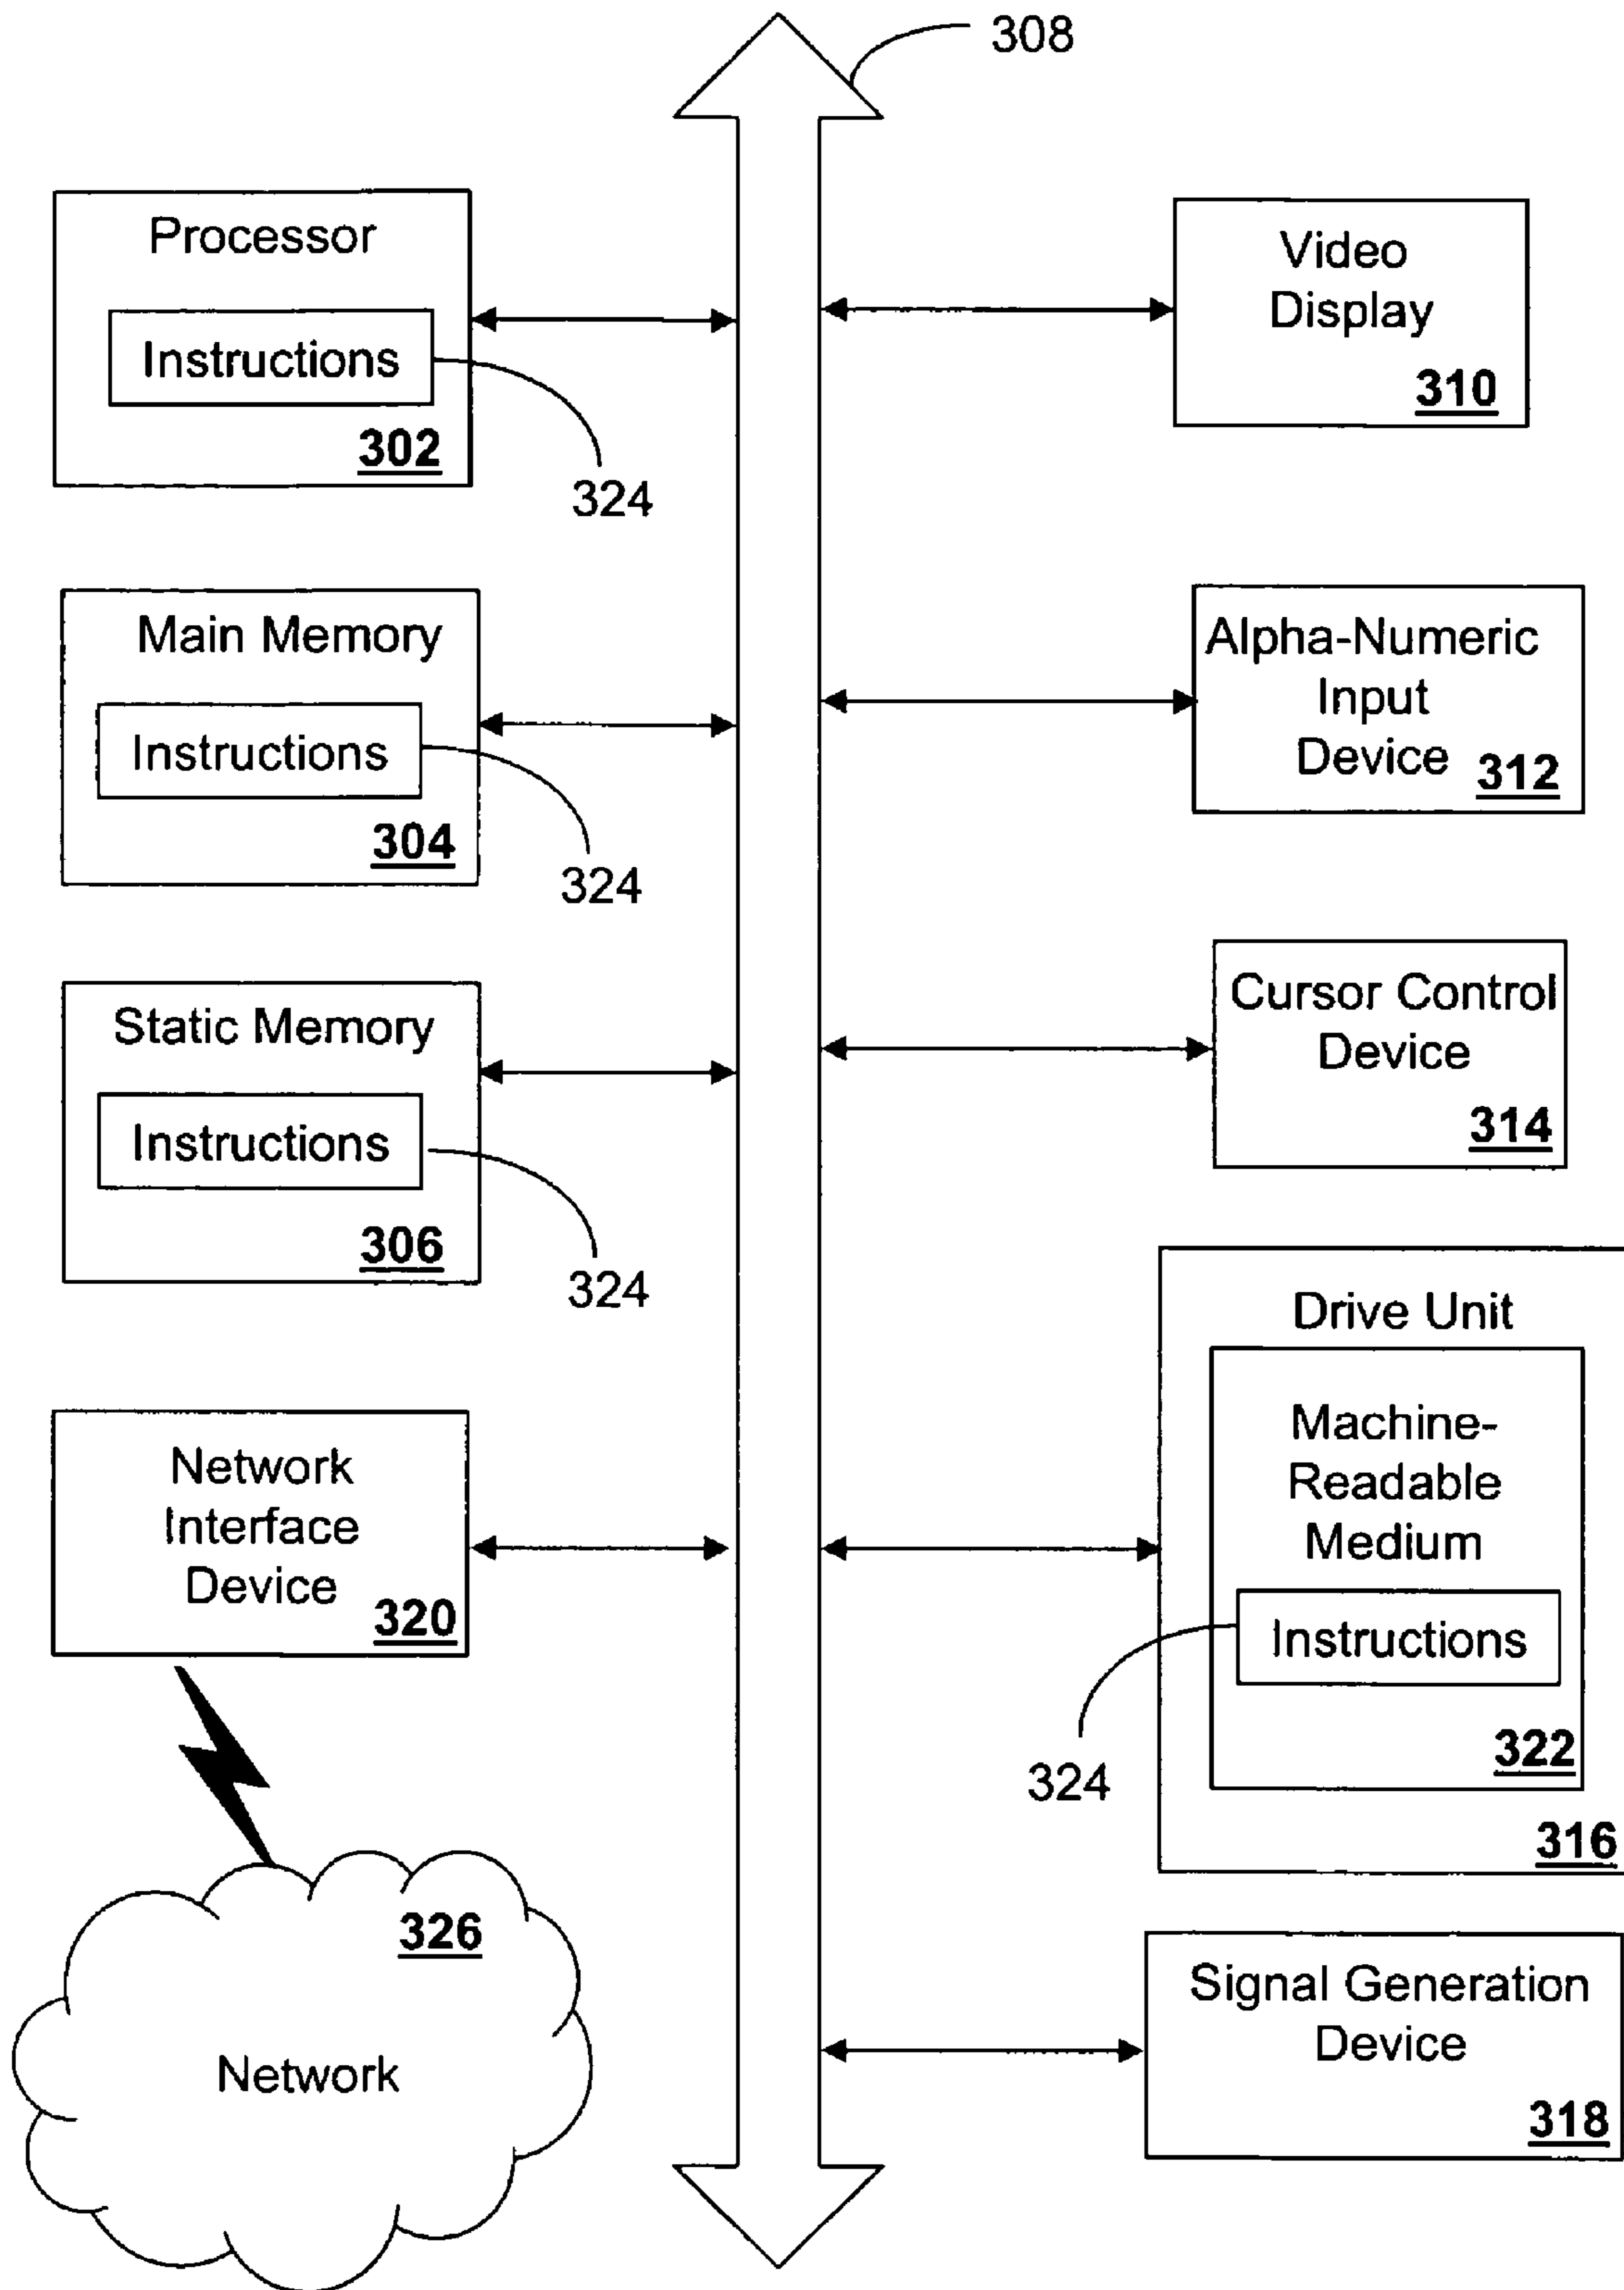 308
Processor
Instructions
302
324
Main Memory
Instructions
304
324
Static Memory
Instructions
306
324
Network
Interface
Device
320
326
Network
Video
Display
310
Alpha-Numeric
Input
Device
312
Cursor Control
Device
314
Drive Unit
Machine-
Readable
Medium
Instructions
324
322
316
Signal Generation
Device
318